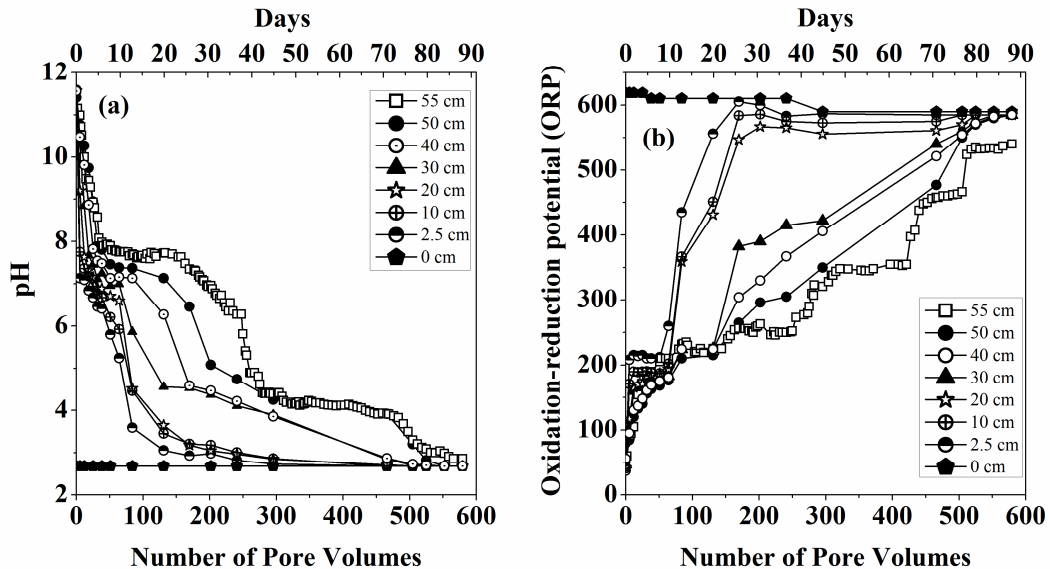 Days
0 10 20 30 40 50 60 70 80 90
12
10
8
6
4
2
pH
(a)
55 cm
50 cm
40 cm
30 cm
20 cm
10 cm
2.5 cm
0 cm
0 100 200 300 400 500 600
Number of Pore Volumes
Days
0 10 20 30 40 50 60 70 80 90
600
500
400
300
200
100
0
Oxidation-reduction potential (ORP)
(b)
55 cm
50 cm
40 cm
30 cm
20 cm
10 cm
2.5 cm
0 cm
0 100 200 300 400 500 600
Number of Pore Volumes